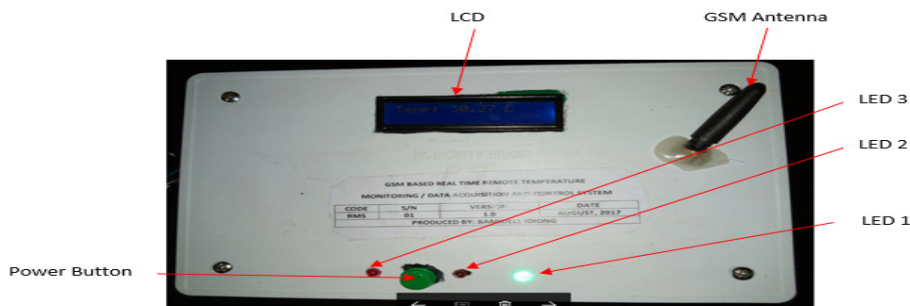 LCD
GSM Antenna
LED 3
LED 2
LED 1
Power Button
GSM BASED REAL TIME REMOTE TEMPERATURE
MONITORING / DATA ACQUISITION AND CONTROL SYSTEM
CODE S/N VERSION DATE
RMS 01 1.0 AUGUST, 2017
PRODUCED BY: